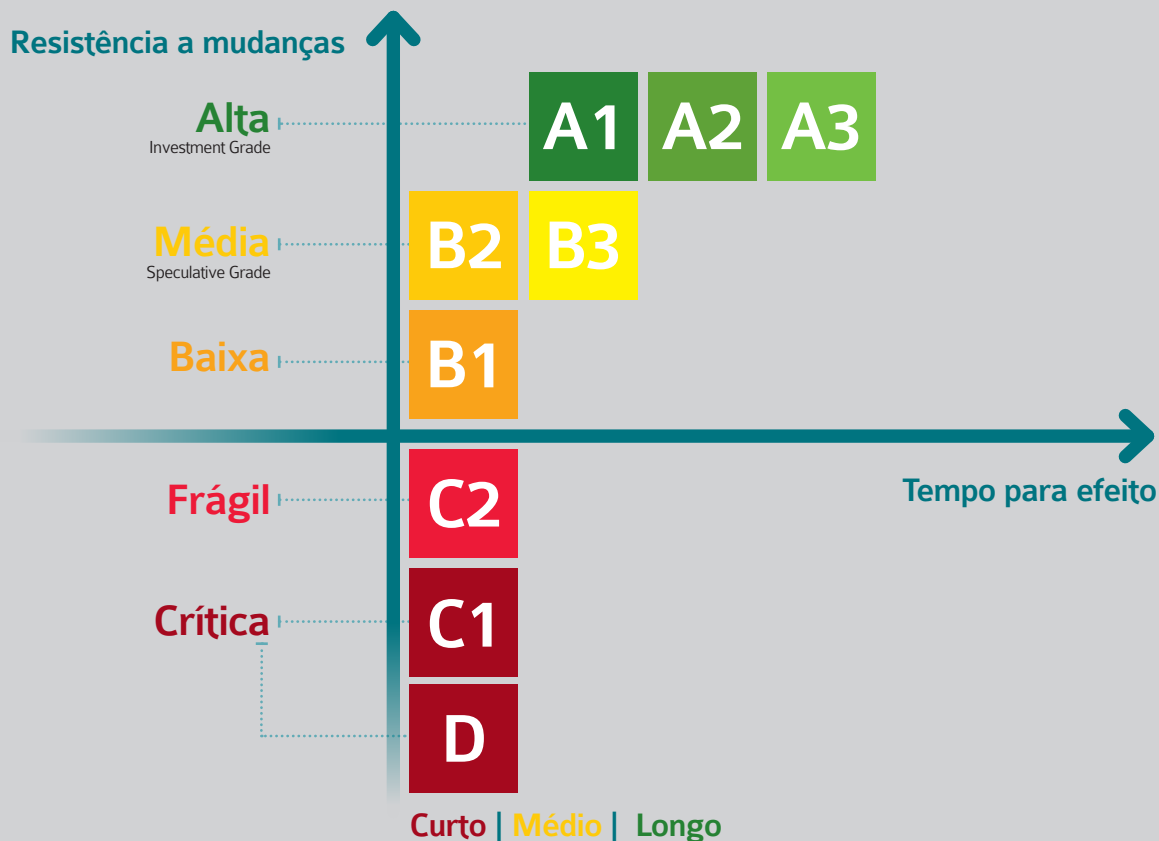 Resistência a mudanças
Alta
Investment Grade
A1 A2 A3
Média
Speculative Grade
B2 B3
Baixa
B1
Frágil
C2
Tempo para efeito
Crítica
C1
D
Curto | Médio | Longo